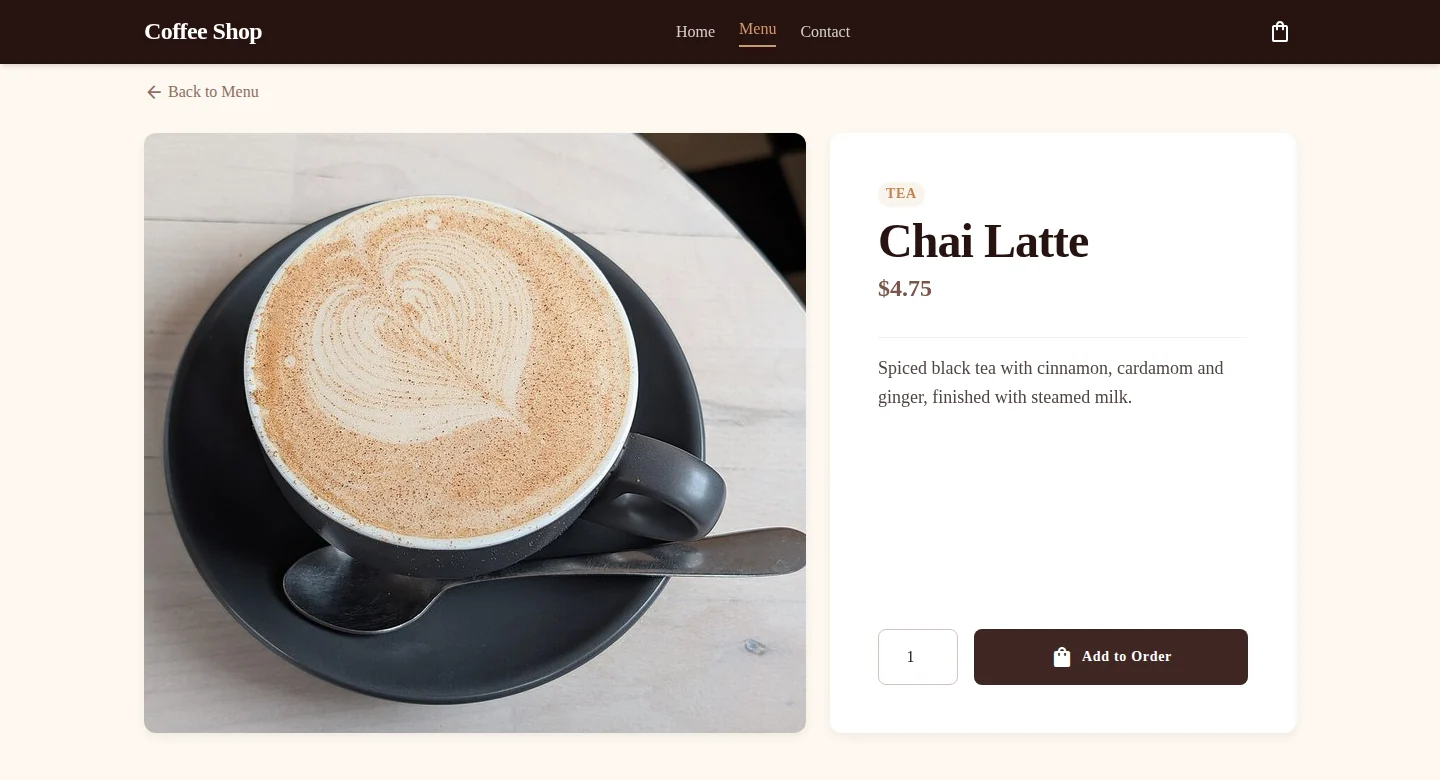 Coffee Shop
Home
Menu
Contact
Back to Menu
TEA
Chai Latte
$4.75
Spiced black tea with cinnamon, cardamom and
ginger, finished with steamed milk.
1
Add to Order